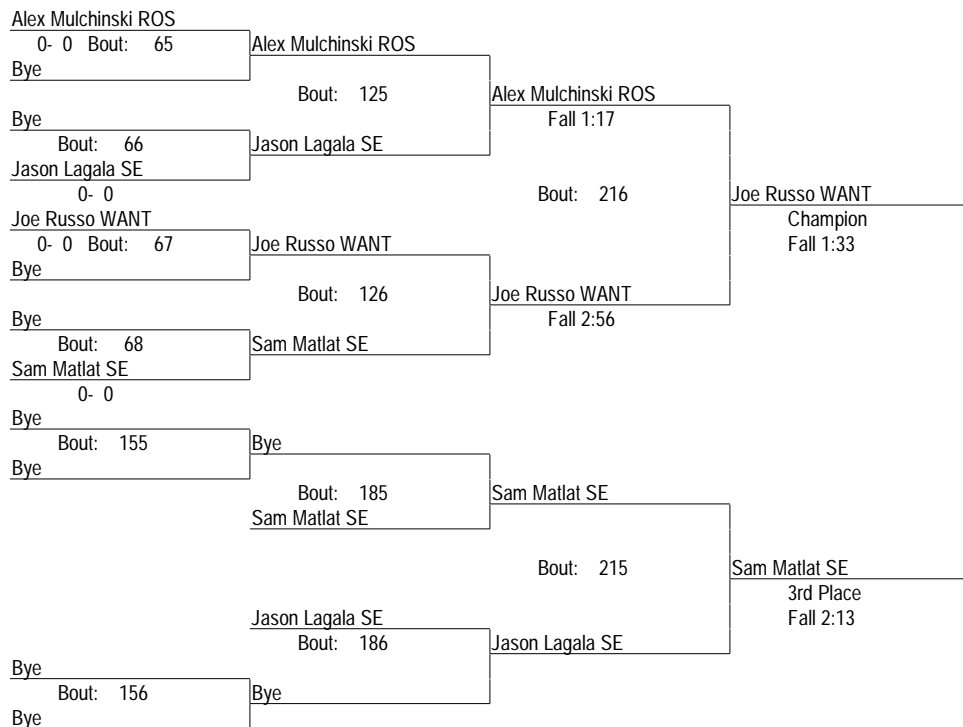 Alex Mulchinski ROS
0- 0 Bout: 65
Alex Mulchinski ROS
Bye
Bout: 125
Alex Mulchinski ROS
Bye
Fall 1:17
Bout: 66
Jason Lagala SE
Jason Lagala SE
0- 0
Bout: 216
Joe Russo WANT
Joe Russo WANT
Champion
0- 0 Bout: 67
Joe Russo WANT
Fall 1:33
Bye
Bout: 126
Joe Russo WANT
Bye
Fall 2:56
Bout: 68
Sam Matlat SE
Sam Matlat SE
0- 0
Bye
Bout: 155
Bye
Bye
Bout: 185
Sam Matlat SE
Sam Matlat SE
Bout: 215
Sam Matlat SE
3rd Place
Jason Lagala SE
Fall 2:13
Bout: 186
Jason Lagala SE
Bye
Bout: 156
Bye
Bye